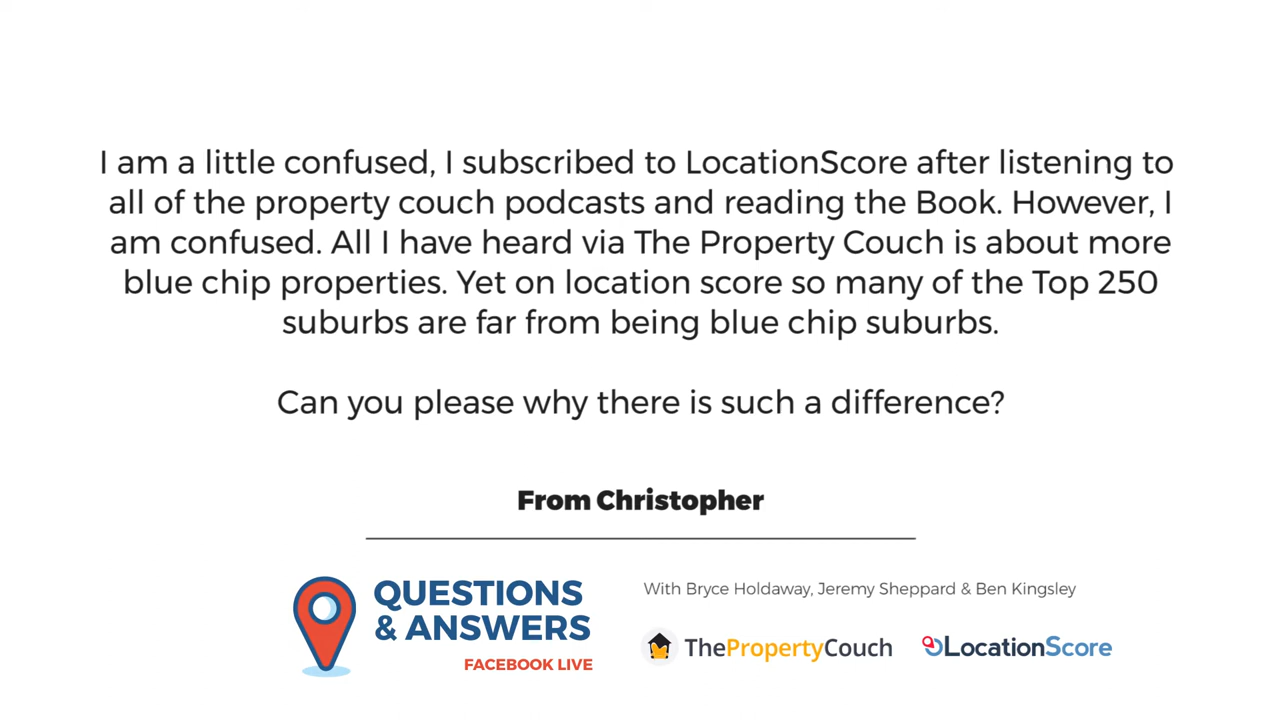 I am a little confused, I subscribed to LocationScore after listening to
all of the property couch podcasts and reading the Book. However, I
am confused. All I have heard via The Property Couch is about more
blue chip properties. Yet on location score so many of the Top 250
suburbs are far from being blue chip suburbs.
Can you please why there is such a difference?
From Christopher
QUESTIONS
& ANSWERS
FACEBOOK LIVE
With Bryce Holdaway, Jeremy Sheppard & Ben Kingsley
ThePropertyCouch
LocationScore